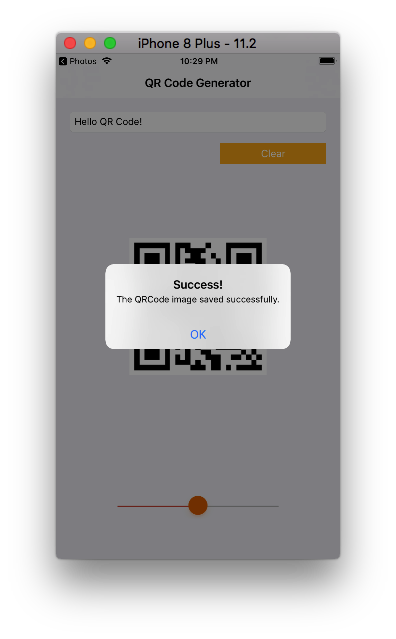 iPhone 8 Plus - 11.2
Photos 10:29 PM
QR Code Generator
Hello QR Code!
Clear
Success!
The QRCode image saved successfully.
OK